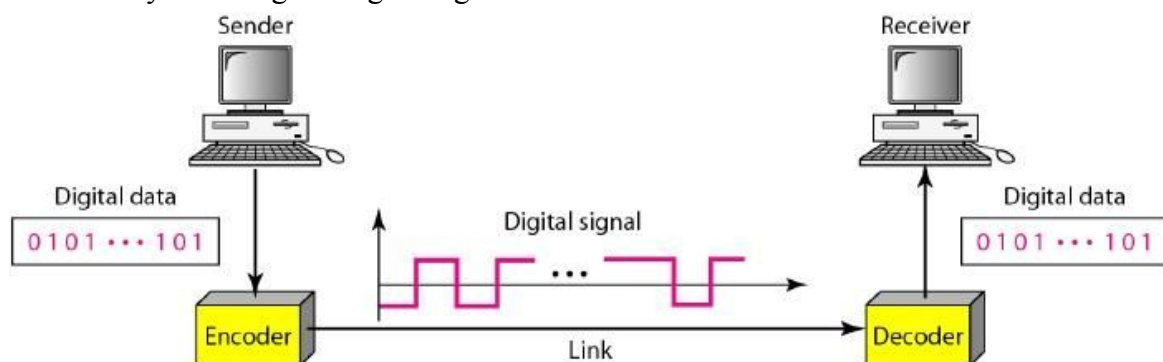 Sender
Receiver
Digital data
0101 ••• 101
Digital signal
•••
Digital data
0101 ••• 101
Encoder
Link
Decoder